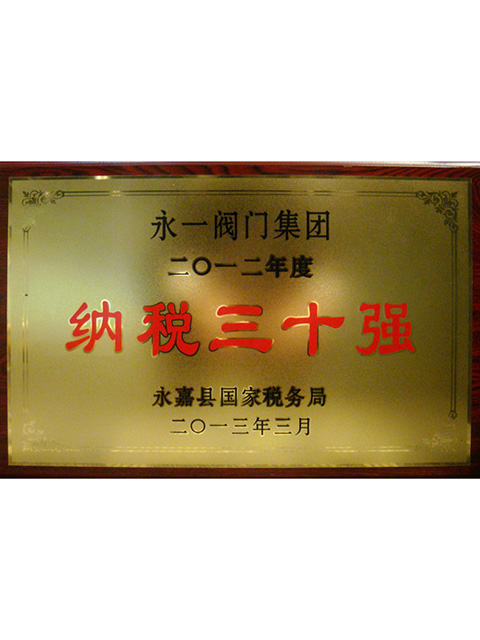 永一阀门集团
二〇一二年度
纳税三十强
永嘉县国家税务局
二〇一三年三月